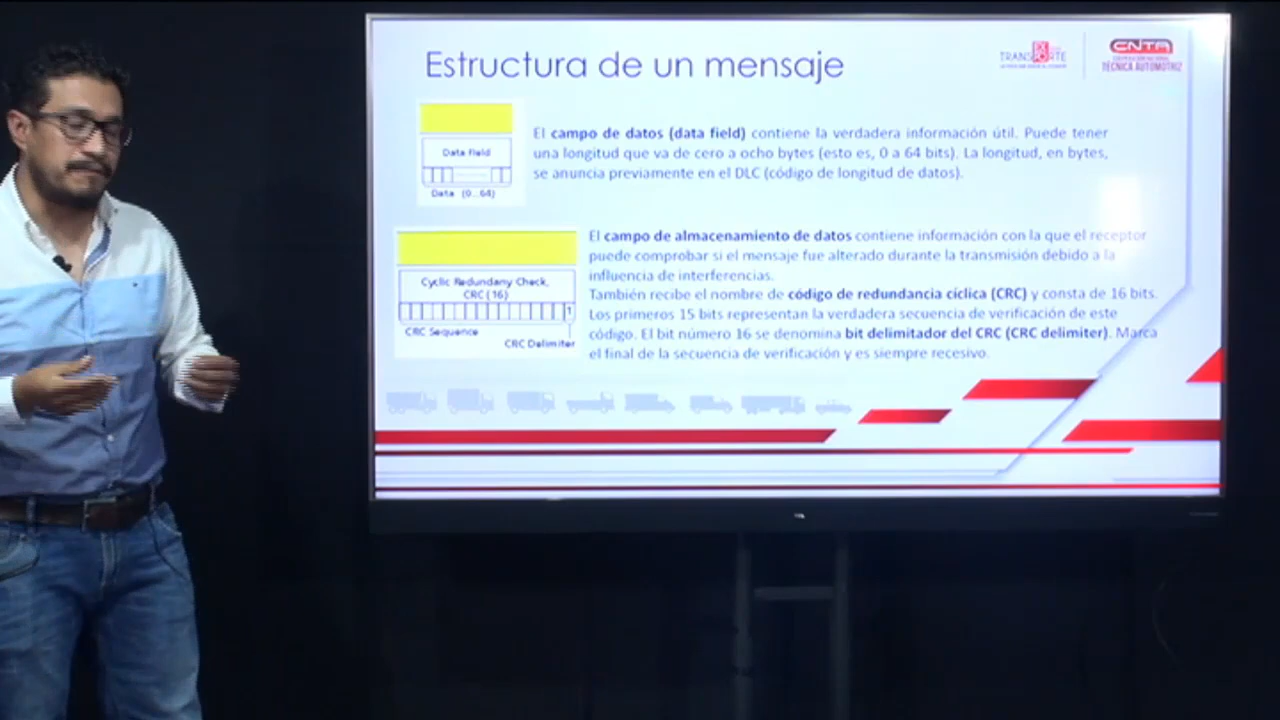 Estructura de un mensaje
TRANSPORTE
EXPO
CNTA
CORPORACIÓN NACIONAL
TÉCNICA AUTOMOTRIZ
Data Field
Data (0...64)
El campo de datos (data field) contiene la verdadera información útil. Puede tener
una longitud que va de cero a ocho bytes (esto es, 0 a 64 bits). La longitud, en bytes,
se anuncia previamente en el DLC (código de longitud de datos).
Cyclic Redundany Check,
CRC (16)
1
CRC Sequence
CRC Delimiter
El campo de almacenamiento de datos contiene información con la que el receptor
puede comprobar si el mensaje fue alterado durante la transmisión debido a la
influencia de interferencias.
También recibe el nombre de código de redundancia cíclica (CRC) y consta de 16 bits.
Los primeros 15 bits representan la verdadera secuencia de verificación de este
código. El bit número 16 se denomina bit delimitador del CRC (CRC delimiter). Marca
el final de la secuencia de verificación y es siempre recesivo.